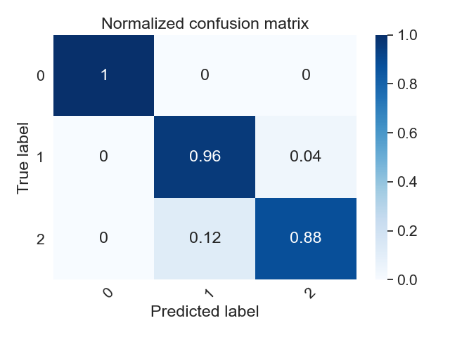 Normalized confusion matrix
True label
0 1 0 0
1 0 0.96 0.04
2 0 0.12 0.88
0 1 2
Predicted label
1.0
0.8
0.6
0.4
0.2
0.0